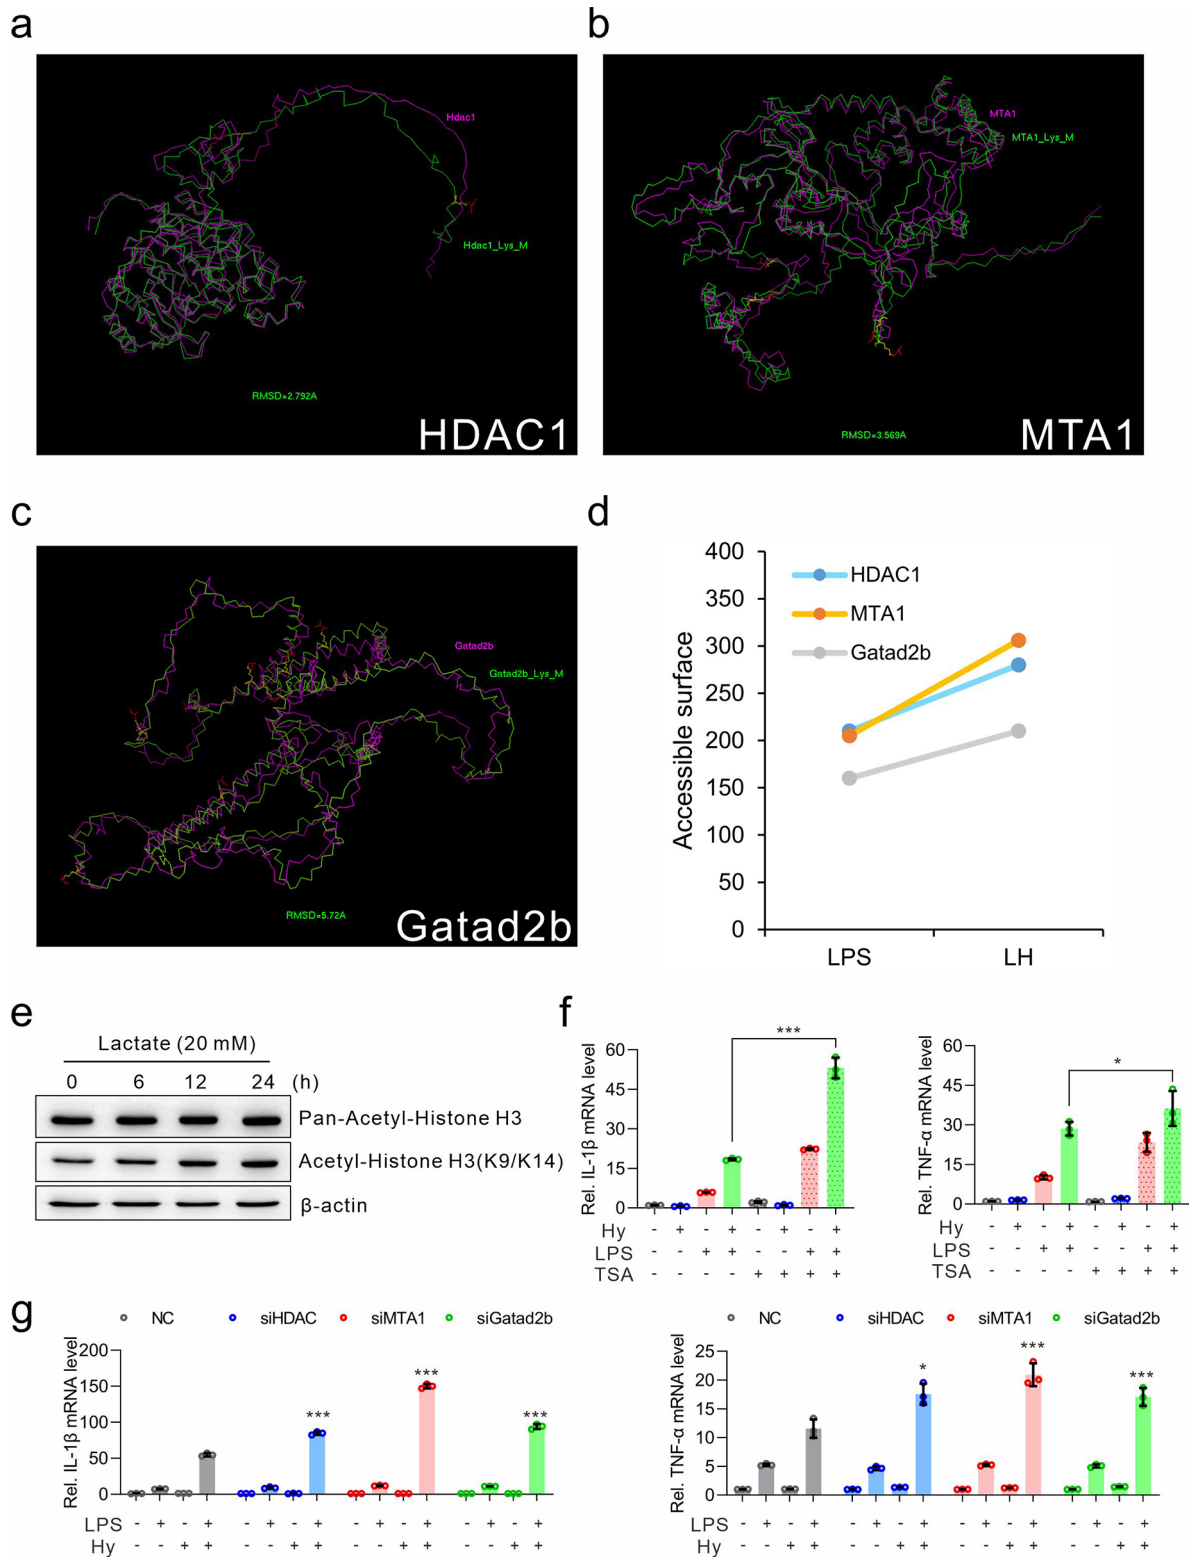 a
Hdac1
Hdac1_Lys_M
RMSD=2.792A
HDAC1
b
MTA1
MTA1_Lys_M
RMSD=3.569A
MTA1
c
Gatad2b
Gatad2b_Lys_M
RMSD=5.72A
Gatad2b
d
Accessible surface
400
350
300
250
200
150
100
50
0
HDAC1
MTA1
Gatad2b
LPS LH
e
Lactate (20 mM)
0 6 12 24 (h)
Pan-Acetyl-Histone H3
Acetyl-Histone H3(K9/K14)
β-actin
f
Rel. IL-1β mRNA level
60
45
30
15
0
***
Hy - + - + - + - +
LPS - - + + - - + +
TSA - - - - + + + +
Rel. TNF-α mRNA level
60
45
30
15
0
*
Hy - + - + - + - +
LPS - - + + - - + +
TSA - - - - + + + +
g
NC siHDAC siMTA1 siGatad2b
Rel. IL-1β mRNA level
200
150
100
50
0
*** *** ***
LPS - + - + - + - + - + - + - + - +
Hy - - + + - - + + - - + + - - + +
NC siHDAC siMTA1 siGatad2b
Rel. TNF-α mRNA level
25
20
15
10
5
0
* *** ***
LPS - + - + - + - + - + - + - + - +
Hy - - + + - - + + - - + + - - + +